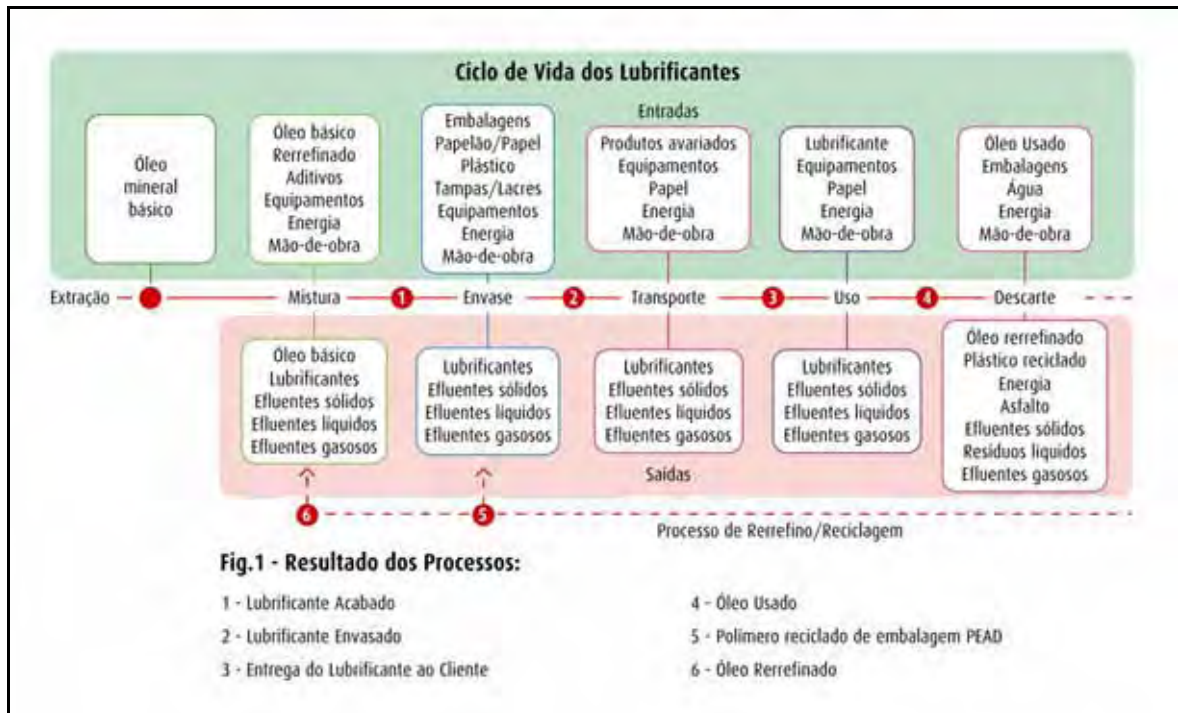 Ciclo de Vida dos Lubrificantes
Entradas
Óleo
mineral
básico
Óleo básico
Rerrefinado
Aditivos
Equipamentos
Energia
Mão-de-obra
Embalagens
Papelão/Papel
Plástico
Tampas/Lacres
Equipamentos
Energia
Mão-de-obra
Produtos avariados
Equipamentos
Papel
Energia
Mão-de-obra
Lubrificante
Equipamentos
Papel
Energia
Mão-de-obra
Óleo Usado
Embalagens
Água
Energia
Mão-de-obra
Extração Mistura 1 Envase 2 Transporte 3 Uso 4 Descarte
Óleo básico
Lubrificantes
Efluentes sólidos
Efluentes líquidos
Efluentes gasosos
Lubrificantes
Efluentes sólidos
Efluentes líquidos
Efluentes gasosos
Lubrificantes
Efluentes sólidos
Efluentes líquidos
Efluentes gasosos
Lubrificantes
Efluentes sólidos
Efluentes líquidos
Efluentes gasosos
Óleo rerrefinado
Plástico reciclado
Energia
Asfalto
Efluentes sólidos
Resíduos líquidos
Efluentes gasosos
Saídas
6 5
Processo de Rerrefino/Reciclagem
Fig.1 - Resultado dos Processos:
1 - Lubrificante Acabado
2 - Lubrificante Envasado
3 - Entrega do Lubrificante ao Cliente
4 - Óleo Usado
5 - Polímero reciclado de embalagem PEAD
6 - Óleo Rerrefinado